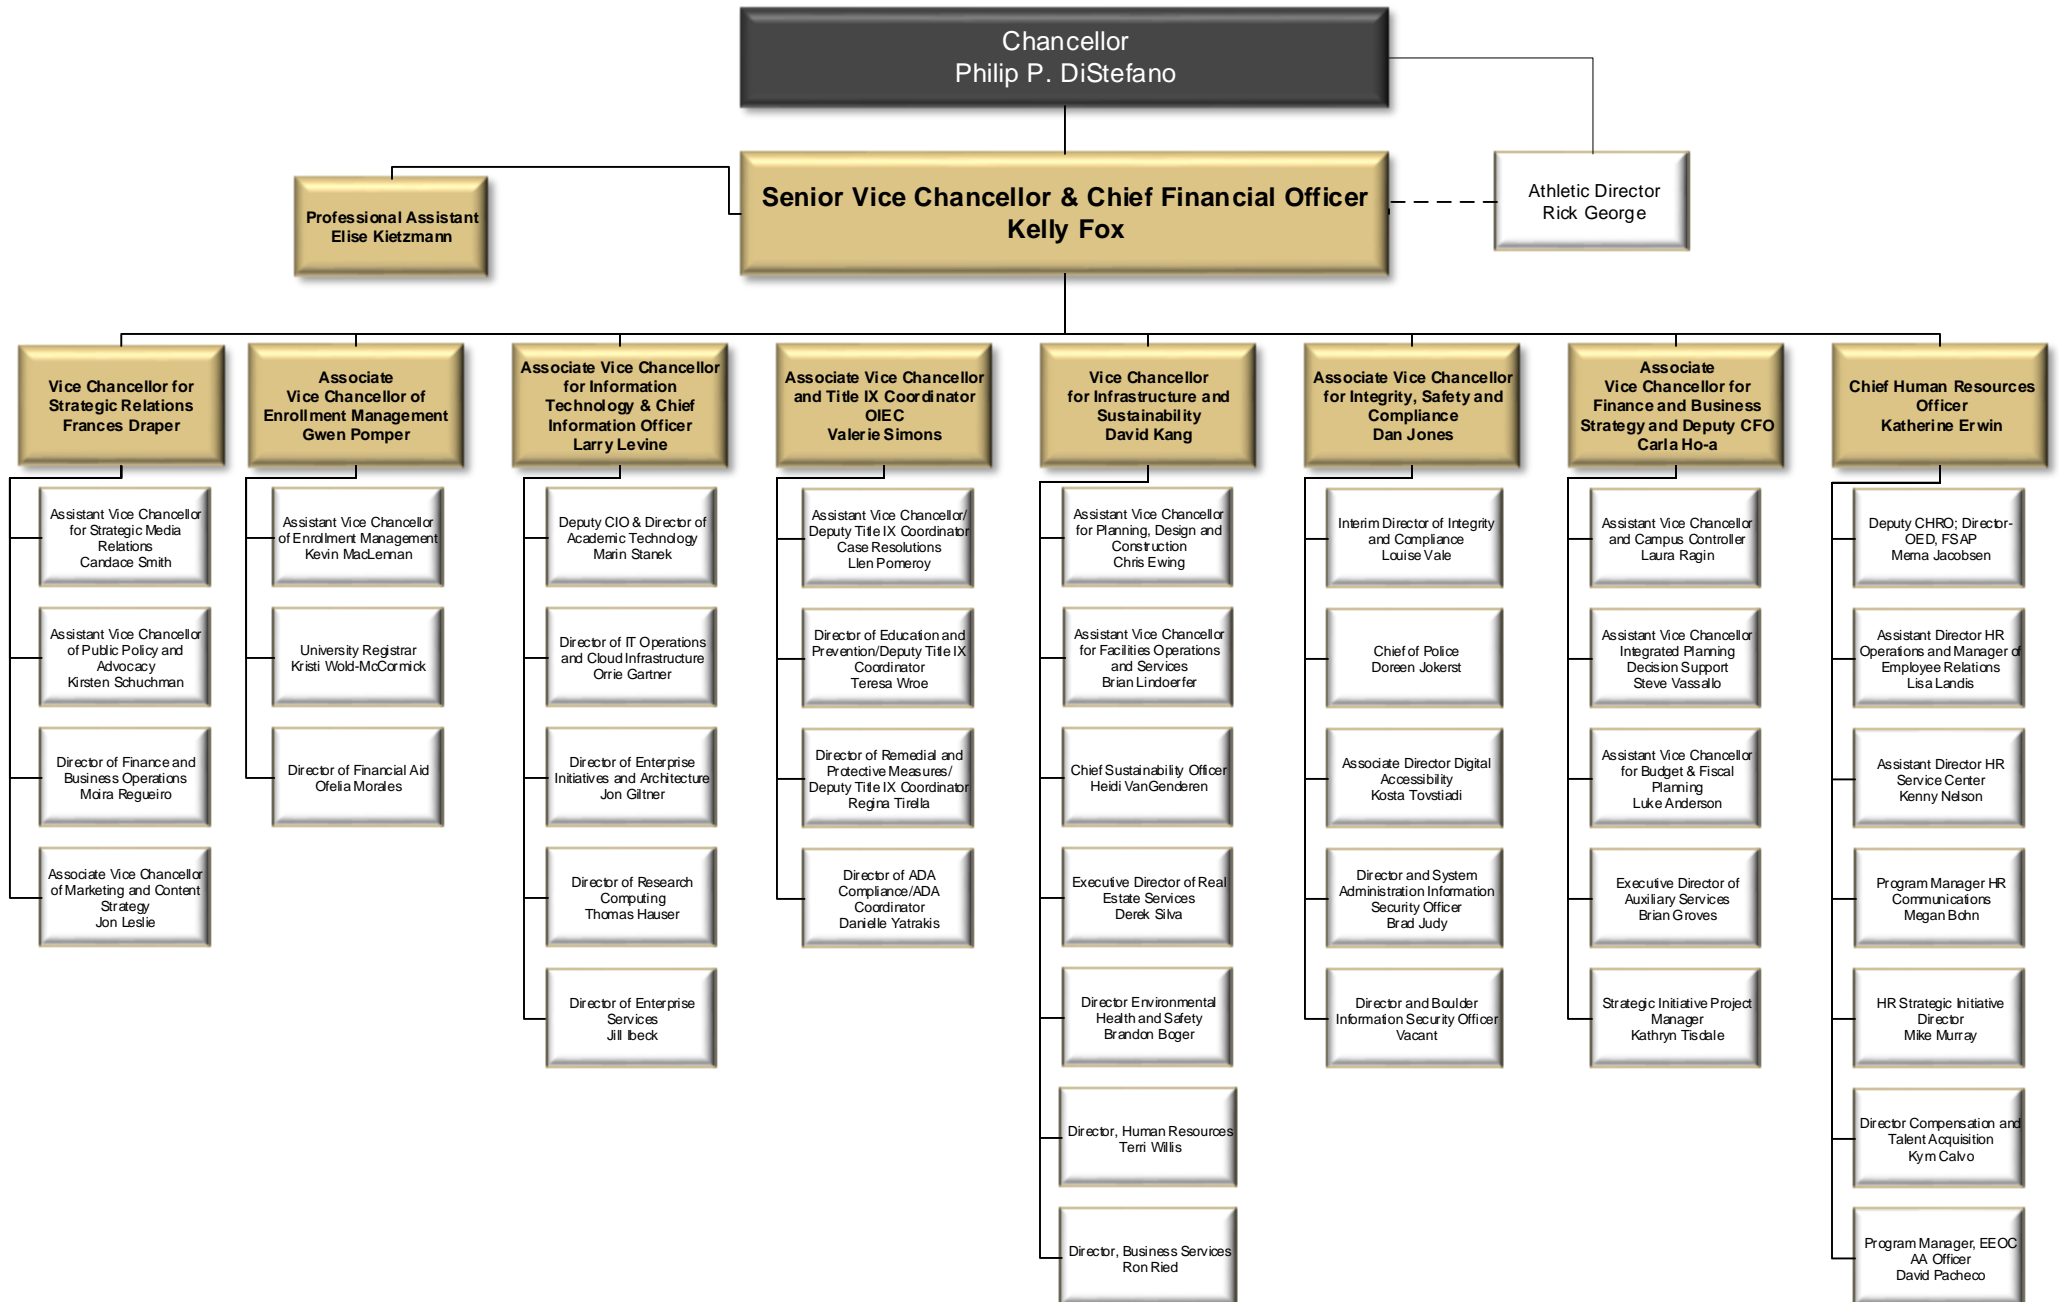 Chancellor
Philip P. DiStefano
Senior Vice Chancellor & Chief Financial Officer
Kelly Fox
Professional Assistant
Elise Kietzmann
Athletic Director
Rick George
Vice Chancellor for
Strategic Relations
Frances Draper
Assistant Vice Chancellor
for Strategic Media
Relations
Candace Smith
Assistant Vice Chancellor
of Public Policy and
Advocacy
Kirsten Schuchman
Director of Finance and
Business Operations
Moira Regueiro
Associate Vice Chancellor
of Marketing and Content
Strategy
Jon Leslie
Associate
Vice Chancellor of
Enrollment Management
Gwen Pomper
Assistant Vice Chancellor
of Enrollment Management
Kevin MacLennan
University Registrar
Kristi Wold-McCormick
Director of Financial Aid
Ofelia Morales
Associate Vice Chancellor
for Information
Technology & Chief
Information Officer
Larry Levine
Deputy CIO & Director of
Academic Technology
Marin Stanek
Director of IT Operations
and Cloud Infrastructure
Orrie Gartner
Director of Enterprise
Initiatives and Architecture
Jon Giltner
Director of Research
Computing
Thomas Hauser
Director of Enterprise
Services
Jill Ibeck
Associate Vice Chancellor
and Title IX Coordinator
OIEC
Valerie Simons
Assistant Vice Chancellor/
Deputy Title IX Coordinator
Case Resolutions
Llen Pomeroy
Director of Education and
Prevention/Deputy Title IX
Coordinator
Teresa Wroe
Director of Remedial and
Protective Measures/
Deputy Title IX Coordinator
Regina Tirella
Director of ADA
Compliance/ADA
Coordinator
Danielle Yatrakis
Vice Chancellor
for Infrastructure and
Sustainability
David Kang
Assistant Vice Chancellor
for Planning, Design and
Construction
Chris Ewing
Assistant Vice Chancellor
for Facilities Operations
and Services
Brian Lindoerfer
Chief Sustainability Officer
Heidi VanGenderen
Executive Director of Real
Estate Services
Derek Silva
Director Environmental
Health and Safety
Brandon Boger
Director, Human Resources
Terri Willis
Director, Business Services
Ron Ried
Associate Vice Chancellor
for Integrity, Safety and
Compliance
Dan Jones
Interim Director of Integrity
and Compliance
Louise Vale
Chief of Police
Doreen Jokerst
Associate Director Digital
Accessibility
Kosta Tovstiadi
Director and System
Administration Information
Security Officer
Brad Judy
Director and Boulder
Information Security Officer
Vacant
Associate
Vice Chancellor for
Finance and Business
Strategy and Deputy CFO
Carla Ho-a
Assistant Vice Chancellor
and Campus Controller
Laura Ragin
Assistant Vice Chancellor
Integrated Planning
Decision Support
Steve Vassallo
Assistant Vice Chancellor
for Budget & Fiscal
Planning
Luke Anderson
Executive Director of
Auxiliary Services
Brian Groves
Strategic Initiative Project
Manager
Kathryn Tisdale
Chief Human Resources
Officer
Katherine Erwin
Deputy CHRO; Director-
OED, FSAP
Merna Jacobsen
Assistant Director HR
Operations and Manager of
Employee Relations
Lisa Landis
Assistant Director HR
Service Center
Kenny Nelson
Program Manager HR
Communications
Megan Bohn
HR Strategic Initiative
Director
Mike Murray
Director Compensation and
Talent Acquisition
Kym Calvo
Program Manager, EEOC
AA Officer
David Pacheco